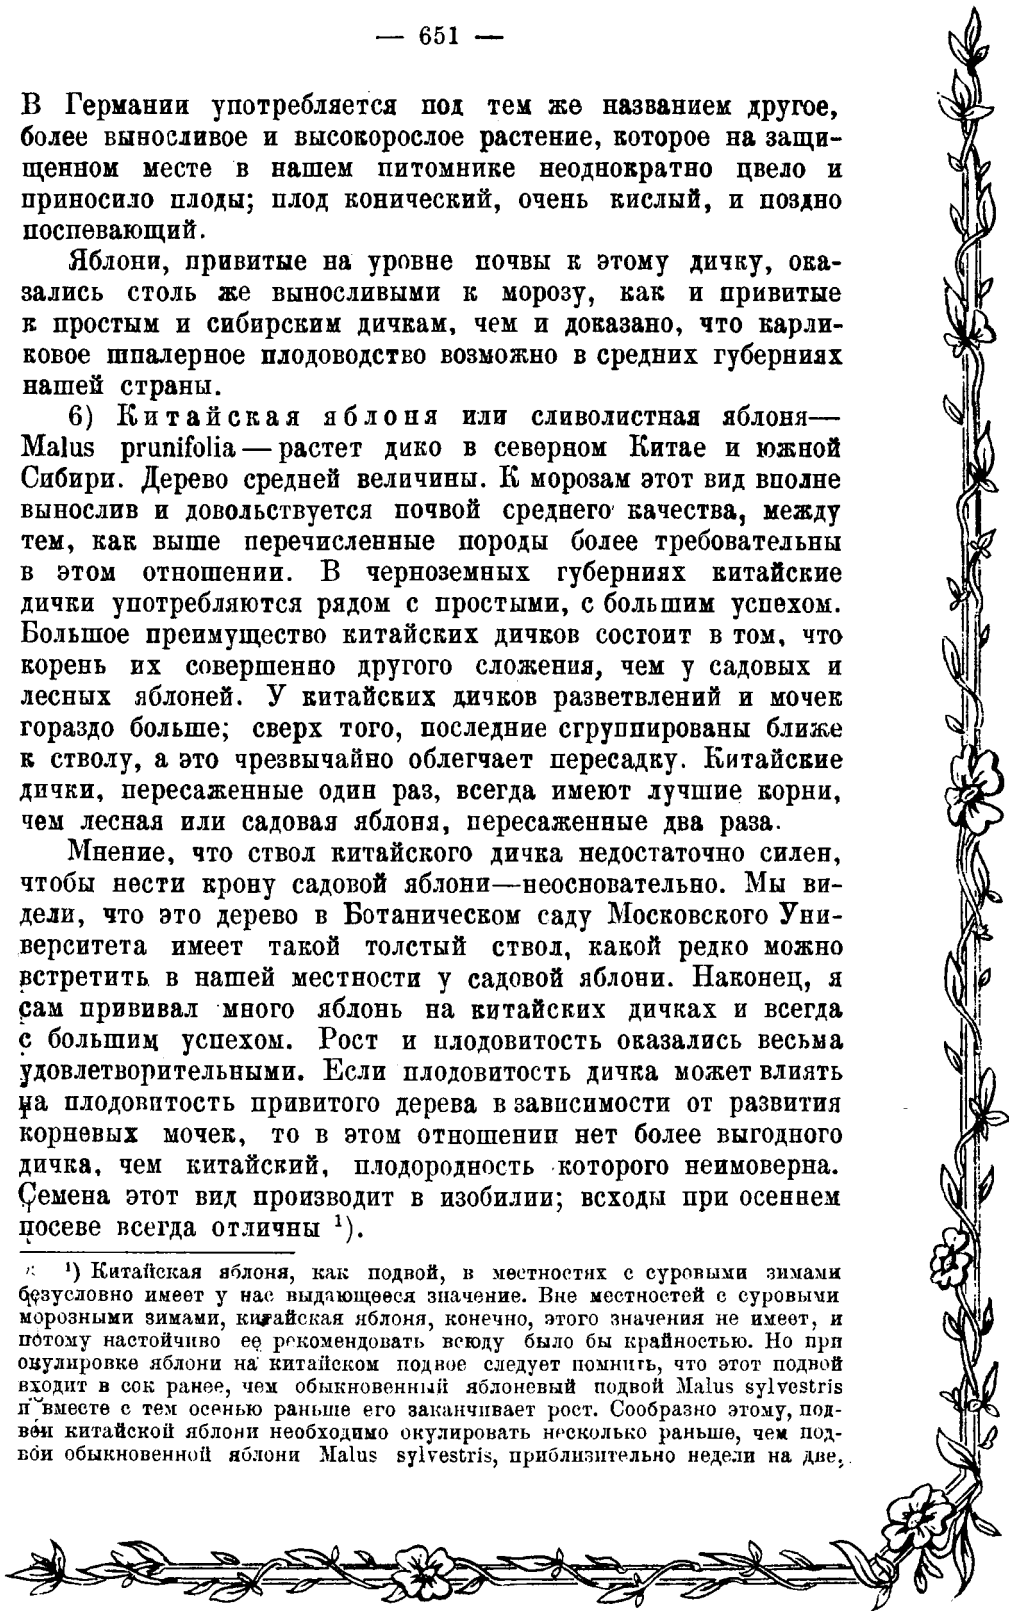 — 651 —
В Германии употребляется под тем же названием другое,
более выносливое и высокорослое растение, которое на защи-
щенном месте в нашем питомнике неоднократно цвело и
приносило плоды; плод конический, очень кислый, и поздно
поспевающий.
Яблони, привитые на уровне почвы к этому дичку, ока-
зались столь же выносливыми к морозу, как и привитые
к простым и сибирским дичкам, чем и доказано, что карли-
ковое шпалерное плодоводство возможно в средних губерниях
нашей страны.
6) Китайская яблоня или сливолистная яблоня—
Malus prunifolia — растет дико в северном Китае и южной
Сибири. Дерево средней величины. К морозам этот вид вполне
вынослив и довольствуется почвой среднего качества, между
тем, как выше перечисленные породы более требовательны
в этом отношении. В черноземных губерниях китайские
дички употребляются рядом с простыми, с большим успехом.
Большое преимущество китайских дичков состоит в том, что
корень их совершенно другого сложения, чем у садовых и
лесных яблоней. У китайских дичков разветвлений и мочек
гораздо больше; сверх того, последние сгруппированы ближе
к стволу, а это чрезвычайно облегчает пересадку. Китайские
дички, пересаженные один раз, всегда имеют лучшие корни,
чем лесная или садовая яблоня, пересаженные два раза.
Мнение, что ствол китайского дичка недостаточно силен,
чтобы нести крону садовой яблони—неосновательно. Мы ви-
дели, что это дерево в Ботаническом саду Московского Уни-
верситета имеет такой толстый ствол, какой редко можно
встретить в нашей местности у садовой яблони. Наконец, я
сам прививал много яблонь на китайских дичках и всегда
с большим успехом. Рост и плодовитость оказались весьма
удовлетворительными. Если плодовитость дичка может влиять
на плодовитость привитого дерева в зависимости от развития
корневых мочек, то в этом отношении нет более выгодного
дичка, чем китайский, плодородность которого неимоверна.
Семена этот вид производит в изобилии; всходы при осеннем
посеве всегда отличны ¹).
¹) Китайская яблоня, как подвой, в местностях с суровыми зимами
безусловно имеет у нас выдающееся значение. Вне местностей с суровыми
морозными зимами, китайская яблоня, конечно, этого значения не имеет, и
потому настойчиво ее рекомендовать всюду было бы крайностью. Но при
окулировке яблони на китайском подвое следует помнить, что этот подвой
входит в сок ранее, чем обыкновенный яблоневый подвой Malus sylvestris
и вместе с тем осенью раньше его заканчивает рост. Сообразно этому, под-
вои китайской яблони необходимо окулировать несколько раньше, чем под-
вои обыкновенной яблони Malus sylvestris, приблизительно недели на две.